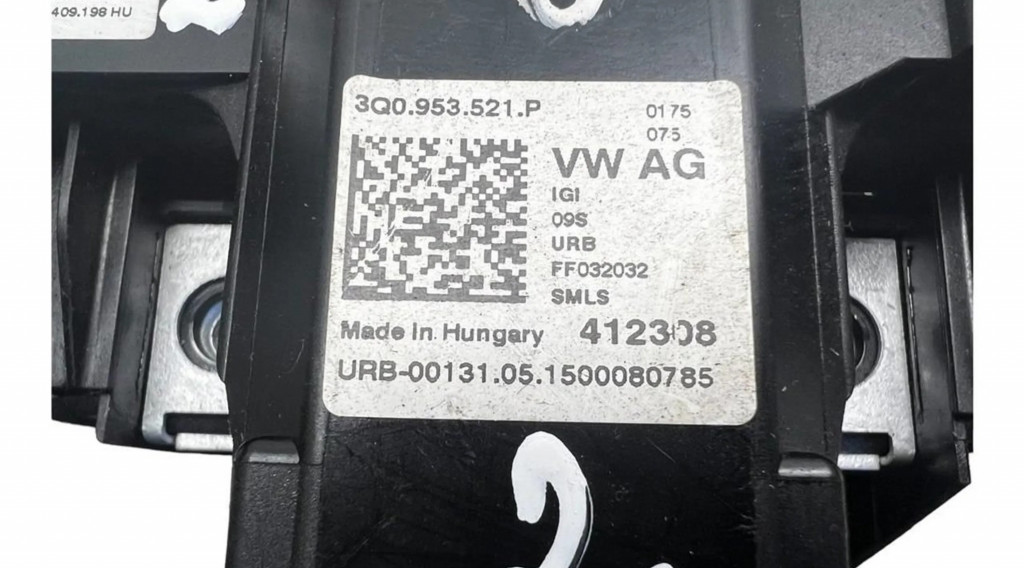 409.198 HU
3Q0.953.521.P
0175
075
VW AG
IGI
09S
URB
FF032032
SMLS
Made in Hungary 412308
URB-00131.05.1500080785